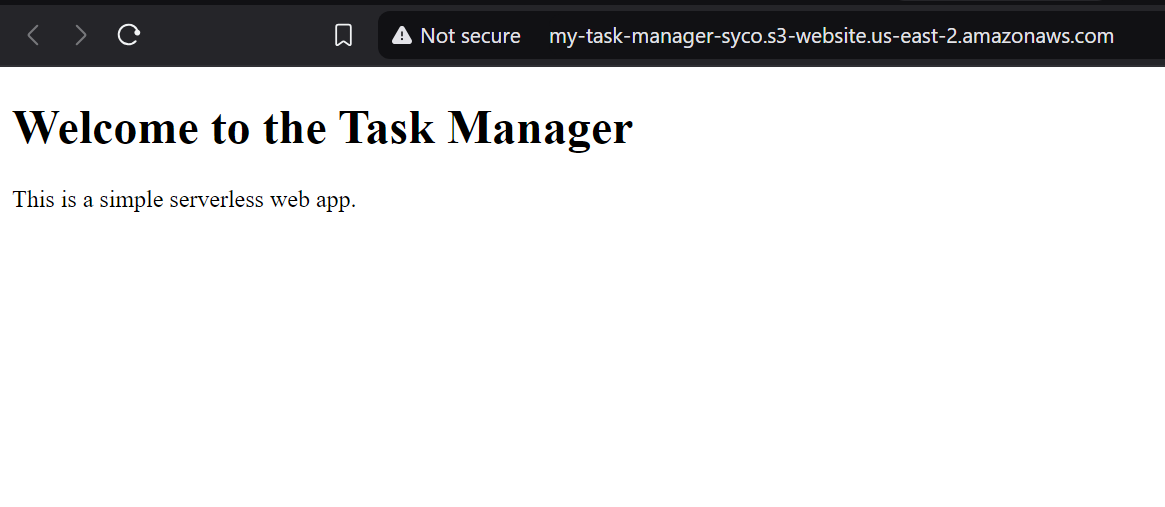 Not secure my-task-manager-syco.s3-website.us-east-2.amazonaws.com
Welcome to the Task Manager
This is a simple serverless web app.